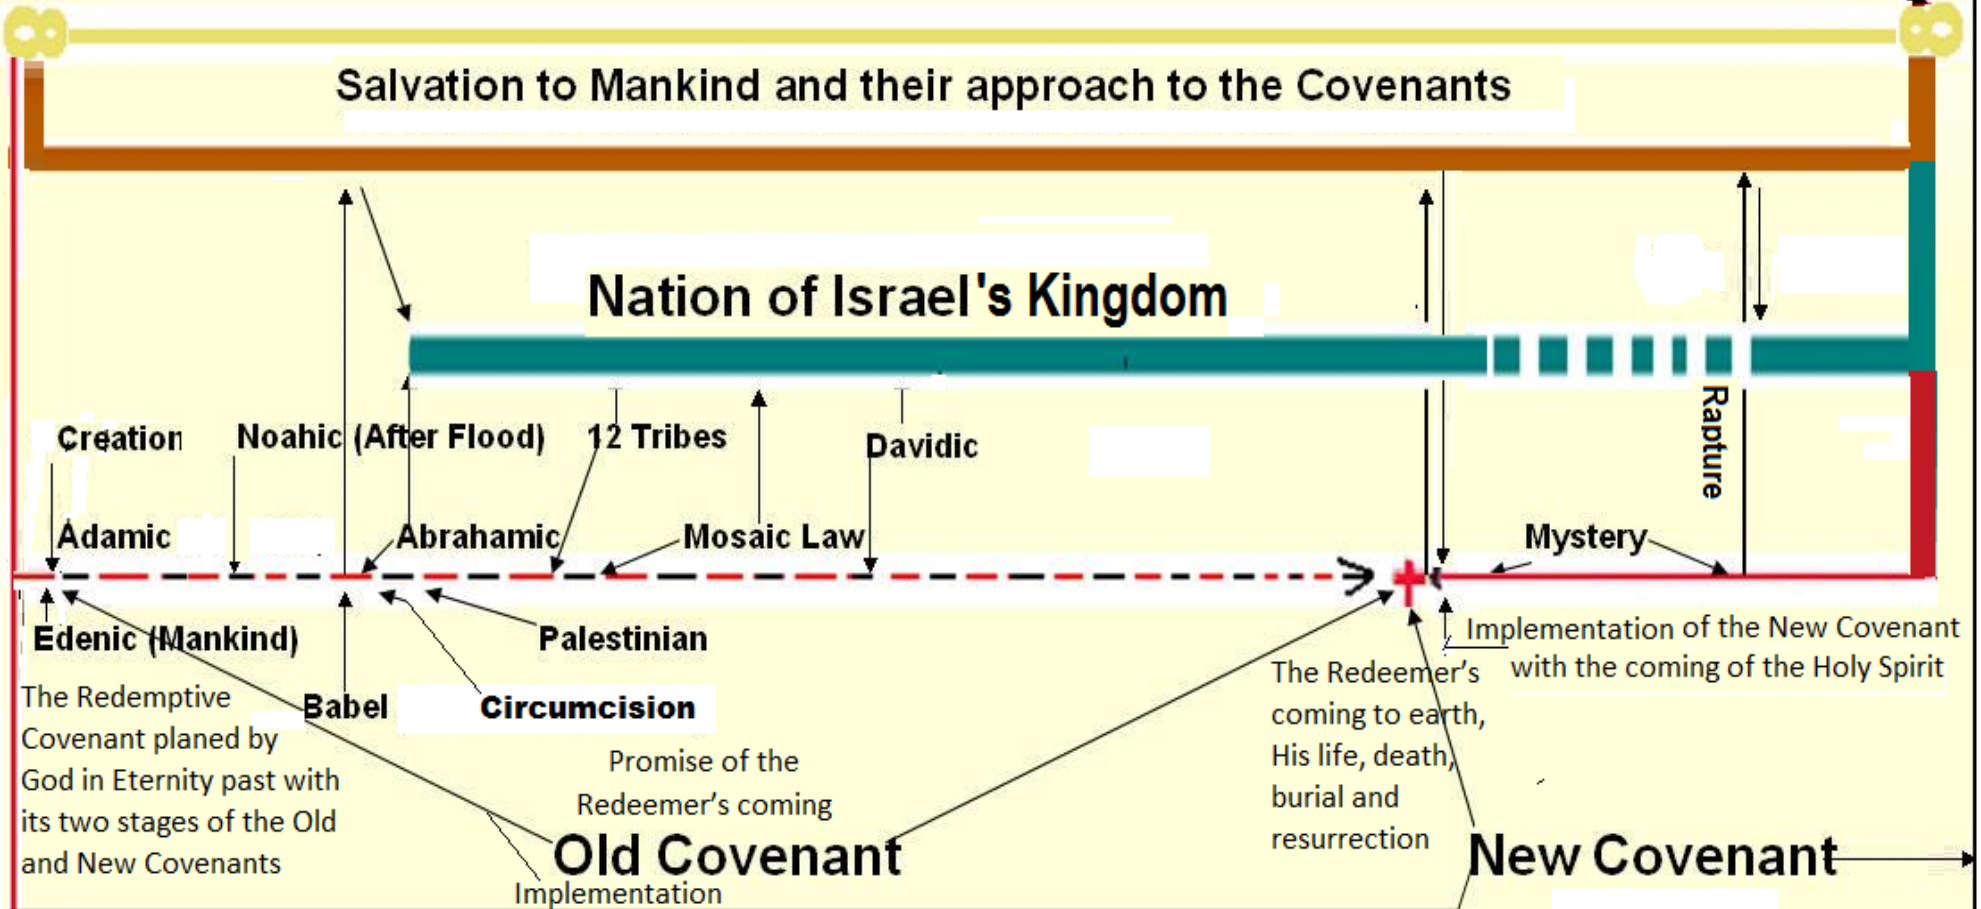 8
8
Salvation to Mankind and their approach to the Covenants
Nation of Israel's Kingdom
Creation
Noahic (After Flood)
12 Tribes
Davidic
Rapture
Adamic
Abrahamic
Mosaic Law
Mystery
Edenic (Mankind)
Palestinian
Babel
Circumcision
Implementation of the New Covenant
with the coming of the Holy Spirit
The Redemptive
Covenant planed by
God in Eternity past with
its two stages of the Old
and New Covenants
Promise of the
Redeemer's coming
The Redeemer's
coming to earth,
His life, death,
burial and
resurrection
Old Covenant
New Covenant
Implementation